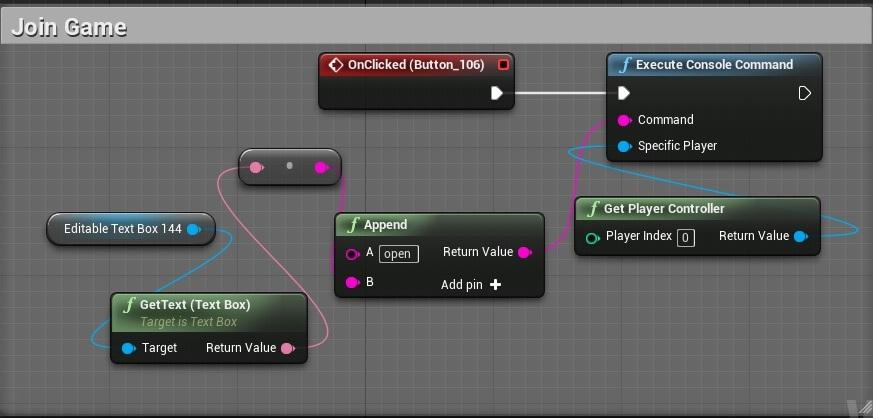 Join Game
OnClicked (Button_106)
f Execute Console Command
Command
Specific Player
Editable Text Box 144
f Append
A open Return Value
B Add pin +
f Get Player Controller
Player Index 0 Return Value
f GetText (Text Box)
Target is Text Box
Target Return Value